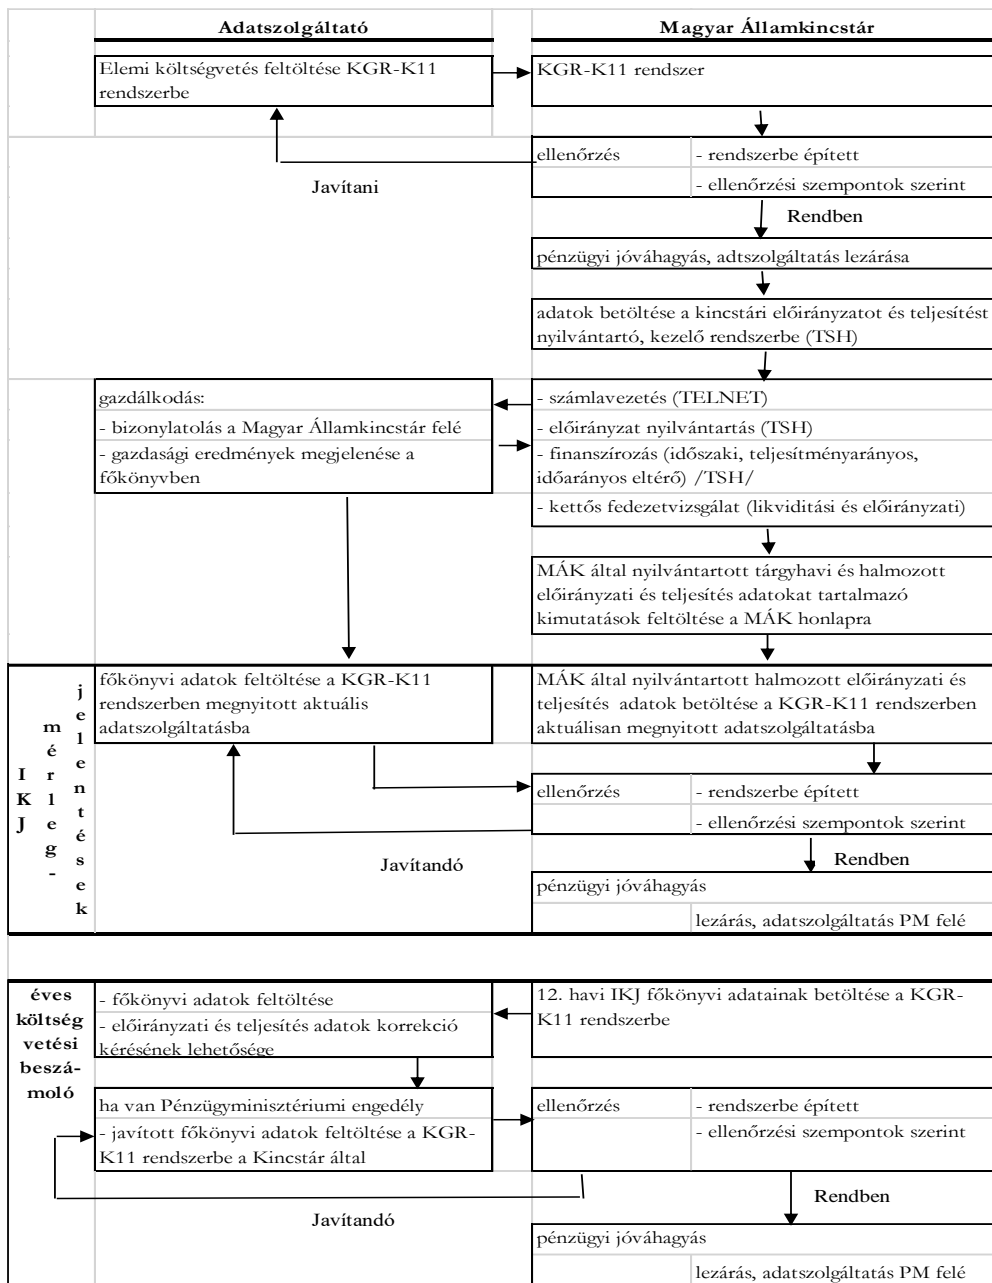 Adatszolgáltató
Magyar Államkincstár
Elemi költségvetés feltöltése KGR-K11
rendszerbe
KGR-K11 rendszer
ellenőrzés
- rendszerbe épített
- ellenőrzési szempontok szerint
Javítani
Rendben
pénzügyi jóváhagyás, adtszolgáltatás lezárása
adatok betöltése a kincstári előirányzatot és teljesítést
nyilvántartó, kezelő rendszerbe (TSH)
gazdálkodás:
- bizonylatolás a Magyar Államkincstár felé
- gazdasági eredmények megjelenése a
főkönyvben
- számlavezetés (TELNET)
- előirányzat nyilvántartás (TSH)
- finanszírozás (időszaki, teljesítményarányos,
időarányos eltérő) /TSH/
- kettős fedezetvizsgálat (likviditási és előirányzati)
MÁK által nyilvántartott tárgyhavi és halmozott
előirányzati és teljesítés adatokat tartalmazó
kimutatások feltöltése a MÁK honlapra
IKJ
mérleg-
jelentések
főkönyvi adatok feltöltése a KGR-K11
rendszerben megnyitott aktuális
adatszolgáltatásba
MÁK által nyilvántartott halmozott előirányzati és
teljesítés adatok betöltése a KGR-K11 rendszerben
aktuálisan megnyitott adatszolgáltatásba
ellenőrzés
- rendszerbe épített
- ellenőrzési szempontok szerint
Javítandó
Rendben
pénzügyi jóváhagyás
lezárás, adatszolgáltatás PM felé
éves
költség
vetési
beszá-
moló
- főkönyvi adatok feltöltése
- előirányzati és teljesítés adatok korrekció
kérésének lehetősége
12. havi IKJ főkönyvi adatainak betöltése a KGR-
K11 rendszerbe
ha van Pénzügyminisztériumi engedély
- javított főkönyvi adatok feltöltése a KGR-
K11 rendszerbe a Kincstár által
ellenőrzés
- rendszerbe épített
- ellenőrzési szempontok szerint
Javítandó
Rendben
pénzügyi jóváhagyás
lezárás, adatszolgáltatás PM felé